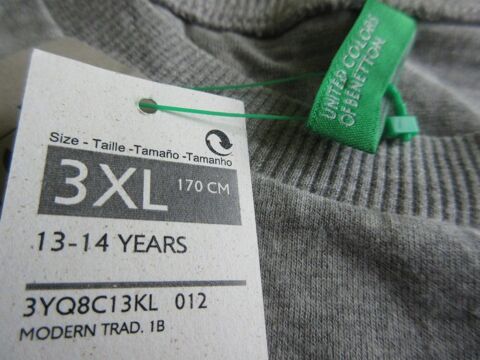 UNITED COLORS
OF BENETTON
Size - Taille -Tamaño -Tamanho
3XL 170 CM
13-14 YEARS
3YQ8C13KL 012
MODERN TRAD. 1B